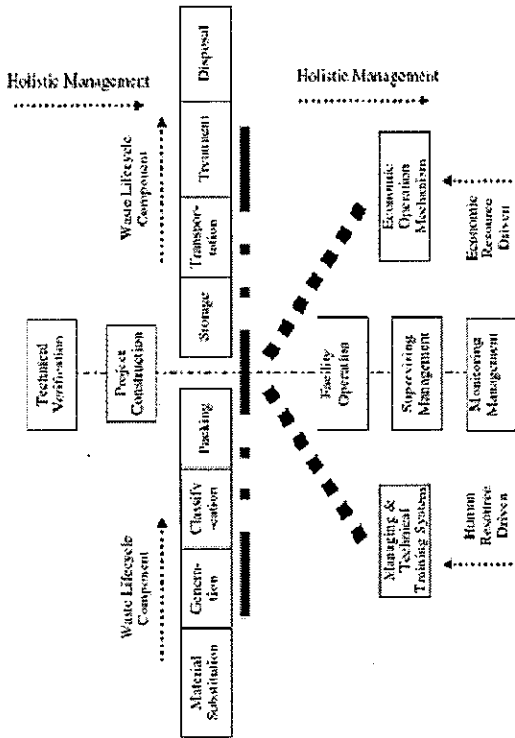 Technical
Verification
Holistic Management
Project
Construction
Waste Lifecycle
Component
Waste Lifecycle
Component
Material
Substitution
Genera-
tion
Classify
-cation
Packing
Storage
Transpor-
tation
Treatment
Disposal
Facility
Operation
Holistic Management
Managing &
Technical
Training System
Supervising
Management
Economic
Operation
Mechanism
Human
Resource
Driven
Monitoring
Management
Economic
Resource
Driven